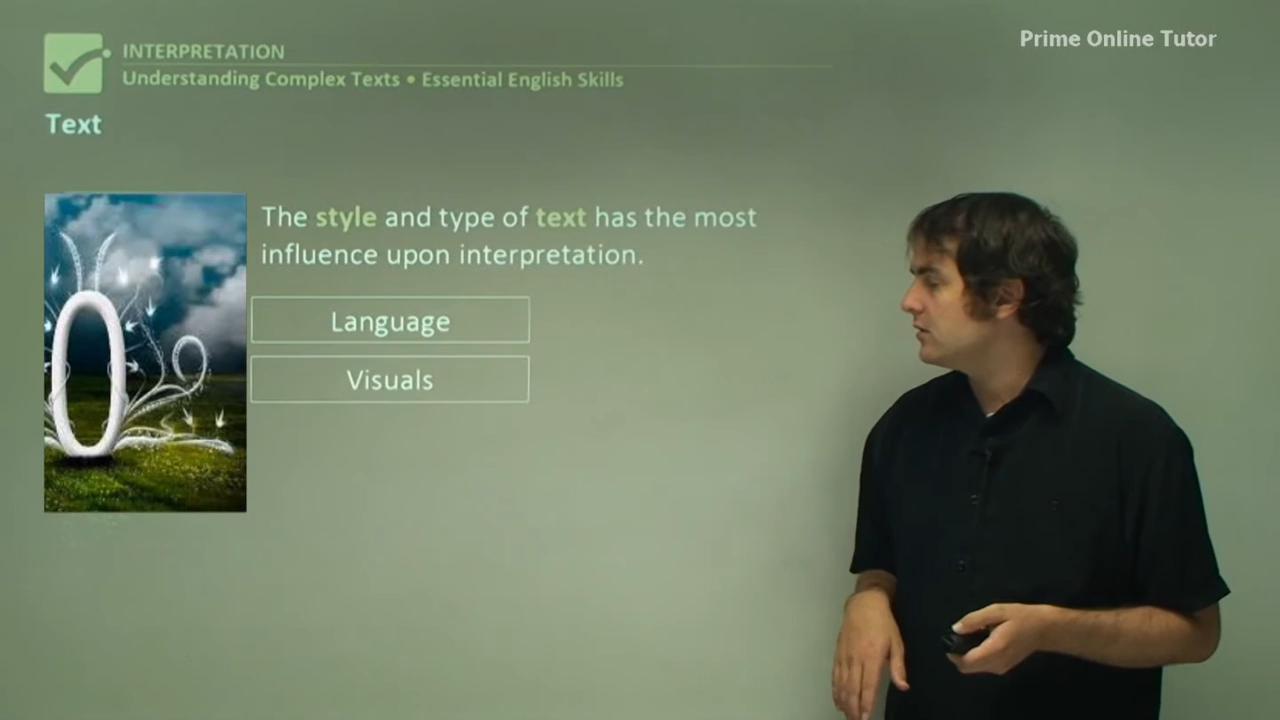 Prime Online Tutor
INTERPRETATION
Understanding Complex Texts • Essential English Skills
Text
The style and type of text has the most
influence upon interpretation.
Language
Visuals